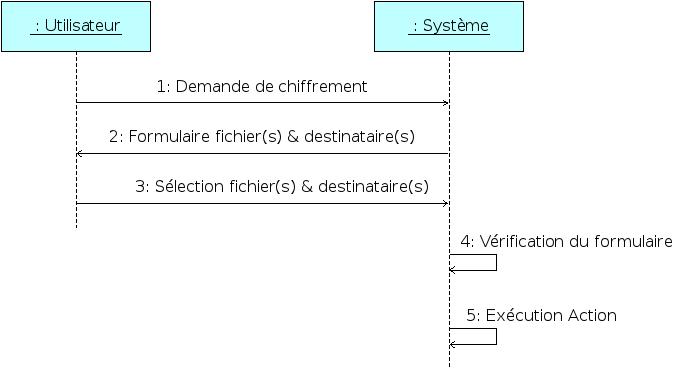 : Utilisateur
: Système
1: Demande de chiffrement
2: Formulaire fichier(s) & destinataire(s)
3: Sélection fichier(s) & destinataire(s)
4: Vérification du formulaire
5: Exécution Action